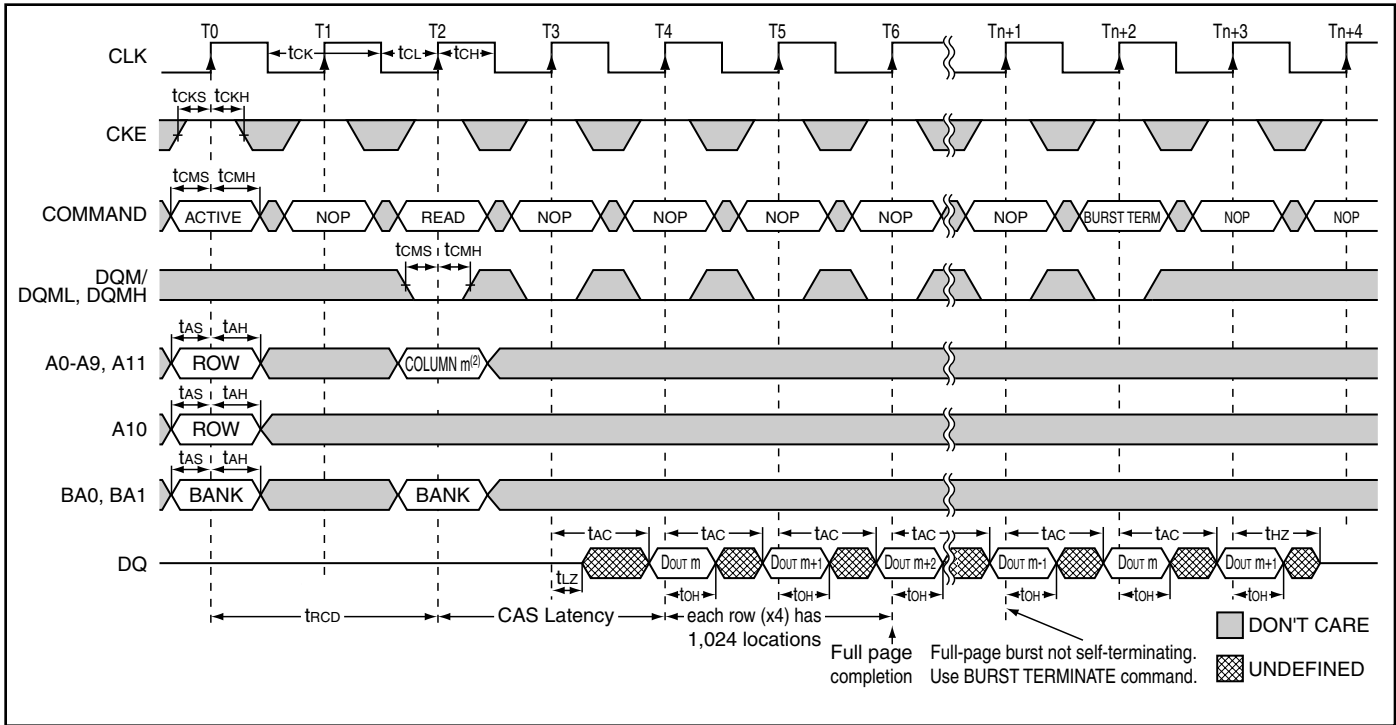 T0 T1 T2 T3 T4 T5 T6 Tn+1 Tn+2 Tn+3 Tn+4
CLK tCK tCL tCH
tCKS tCKH
CKE
tCMS tCMH
COMMAND ACTIVE NOP READ NOP NOP NOP NOP NOP BURST TERM NOP NOP
tCMS tCMH
DQM/
DQML, DQMH
tAS tAH
A0-A9, A11 ROW COLUMN m(2)
tAS tAH
A10 ROW
tAS tAH
BA0, BA1 BANK BANK
tAC tAC tAC tAC tAC tAC tHZ
DQ DOUT m DOUT m+1 DOUT m+2 DOUT m-1 DOUT m DOUT m+1
tLZ tOH tOH tOH tOH tOH tOH
tRCD CAS Latency each row (x4) has
1,024 locations
Full page
completion
Full-page burst not self-terminating.
Use BURST TERMINATE command.
DON'T CARE
UNDEFINED